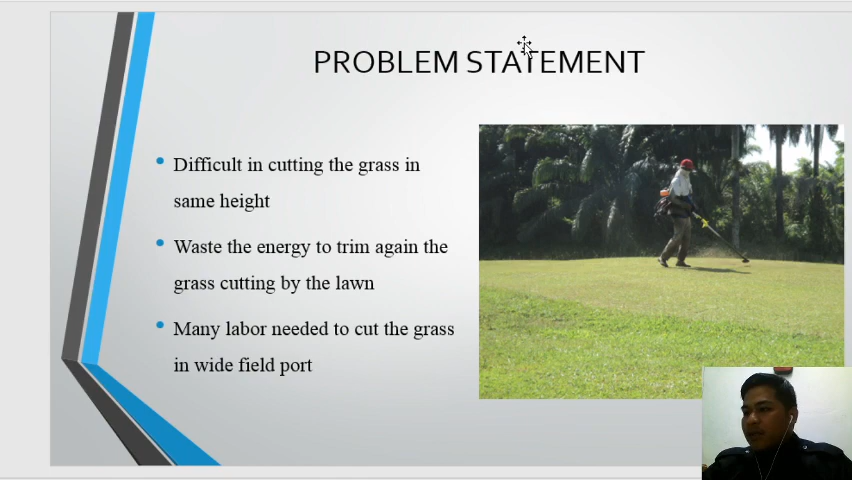 PROBLEM STATEMENT
Difficult in cutting the grass in
same height
Waste the energy to trim again the
grass cutting by the lawn
Many labor needed to cut the grass
in wide field port